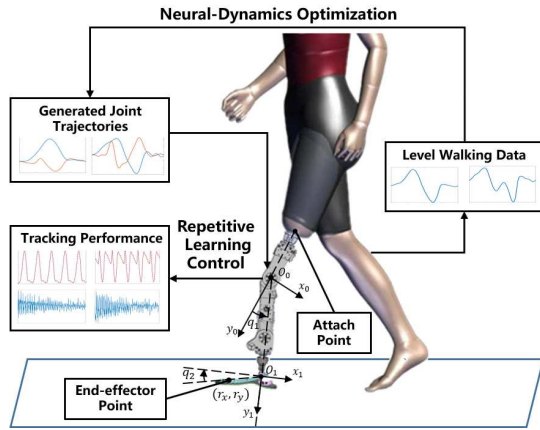 Neural-Dynamics Optimization
Generated Joint
Trajectories
Level Walking Data
Repetitive
Learning
Control
Tracking Performance
O₀
x₀
y₀
q₁
Attach
Point
q₂
O₁
x₁
End-effector
Point
(rₓ, r_y)
y₁